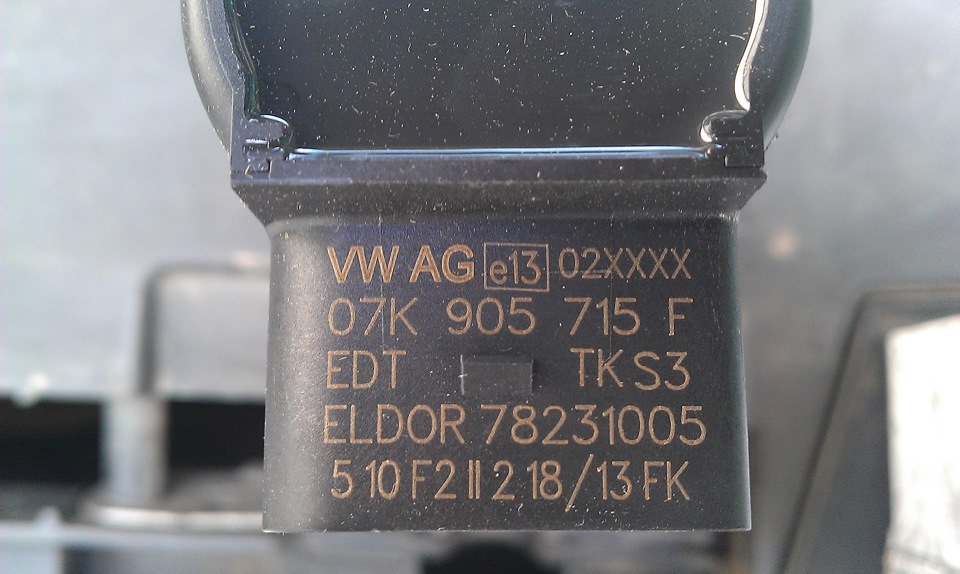 VW AG e13 02XXXX
07K 905 715 F
EDT TKS3
ELDOR 78231005
5 10 F2 II 2 18/13 FK